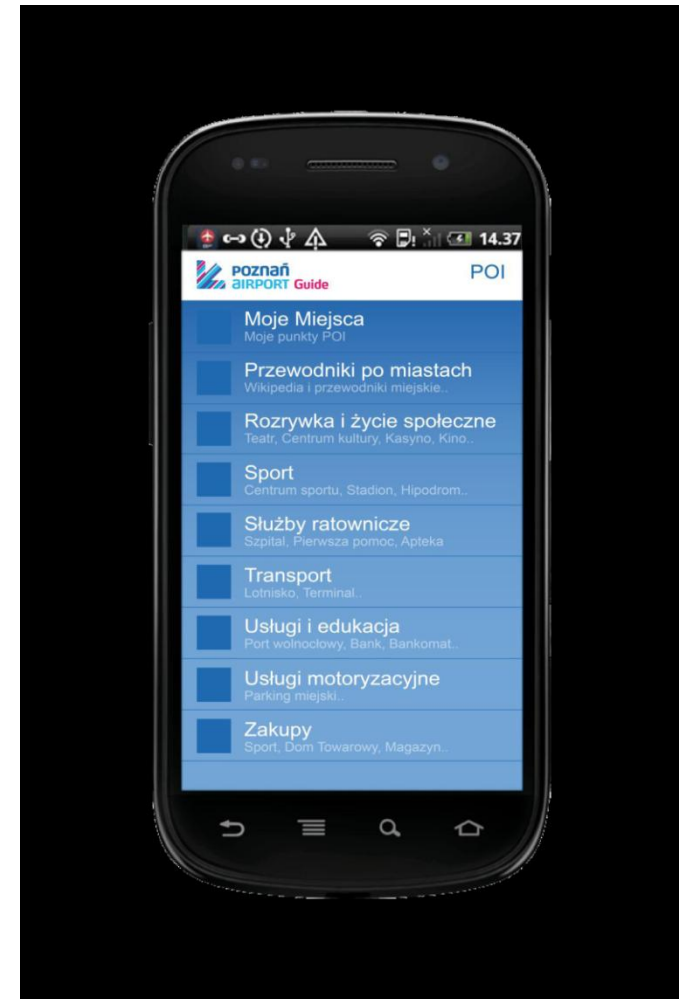 14.37
POZNAń
aIRPORT Guide
POI
Moje Miejsca
Moje punkty POI
Przewodniki po miastach
Wikipedia i przewodniki miejskie..
Rozrywka i życie społeczne
Teatr, Centrum kultury, Kasyno, Kino..
Sport
Centrum sportu, Stadion, Hipodrom..
Służby ratownicze
Szpital, Pierwsza pomoc, Apteka
Transport
Lotnisko, Terminal..
Usługi i edukacja
Port wolnocłowy, Bank, Bankomat..
Usługi motoryzacyjne
Parking miejski..
Zakupy
Sport, Dom Towarowy, Magazyn..